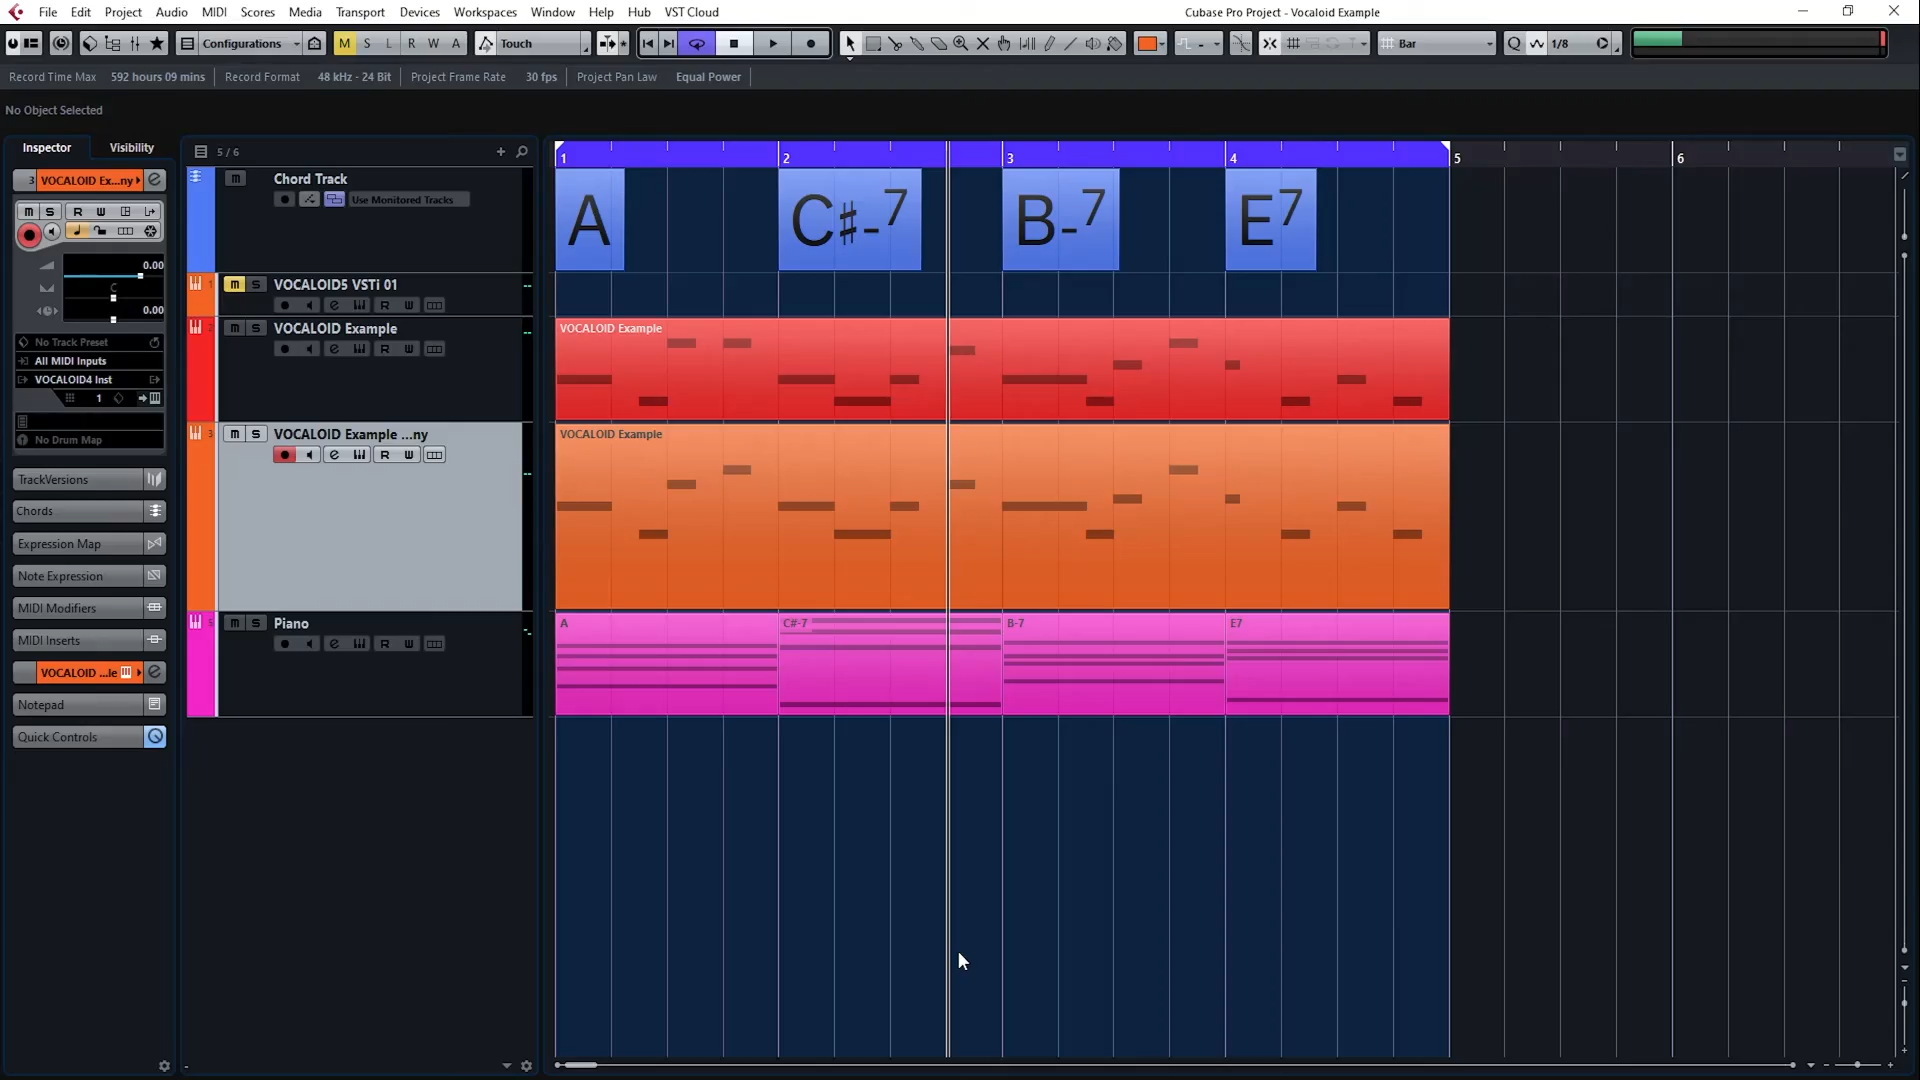 File Edit Project Audio MIDI Scores Media Transport Devices Workspaces Window Help Hub VST Cloud
Cubase Pro Project - Vocaloid Example
Configurations M S L R W A Touch Bar Q 1/8
Record Time Max 592 hours 09 mins Record Format 48 kHz - 24 Bit Project Frame Rate 30 fps Project Pan Law Equal Power
No Object Selected
Inspector Visibility 5 / 6
1 2 3 4 5 6
3 VOCALOID Ex...ny
m S R W
0.00
C
0.00
No Track Preset
All MIDI Inputs
VOCALOID4 Inst
1
No Drum Map
TrackVersions
Chords
Expression Map
Note Expression
MIDI Modifiers
MIDI Inserts
VOCALOID ...le
Notepad
Quick Controls
m Chord Track
Use Monitored Tracks
A C♯-7 B-7 E7
1 m S VOCALOID5 VSTi 01
e R W
2 m S VOCALOID Example
e R W
VOCALOID Example
3 m S VOCALOID Example ...ny
e R W
VOCALOID Example
5 m S Piano
e R W
A C#-7 B-7 E7